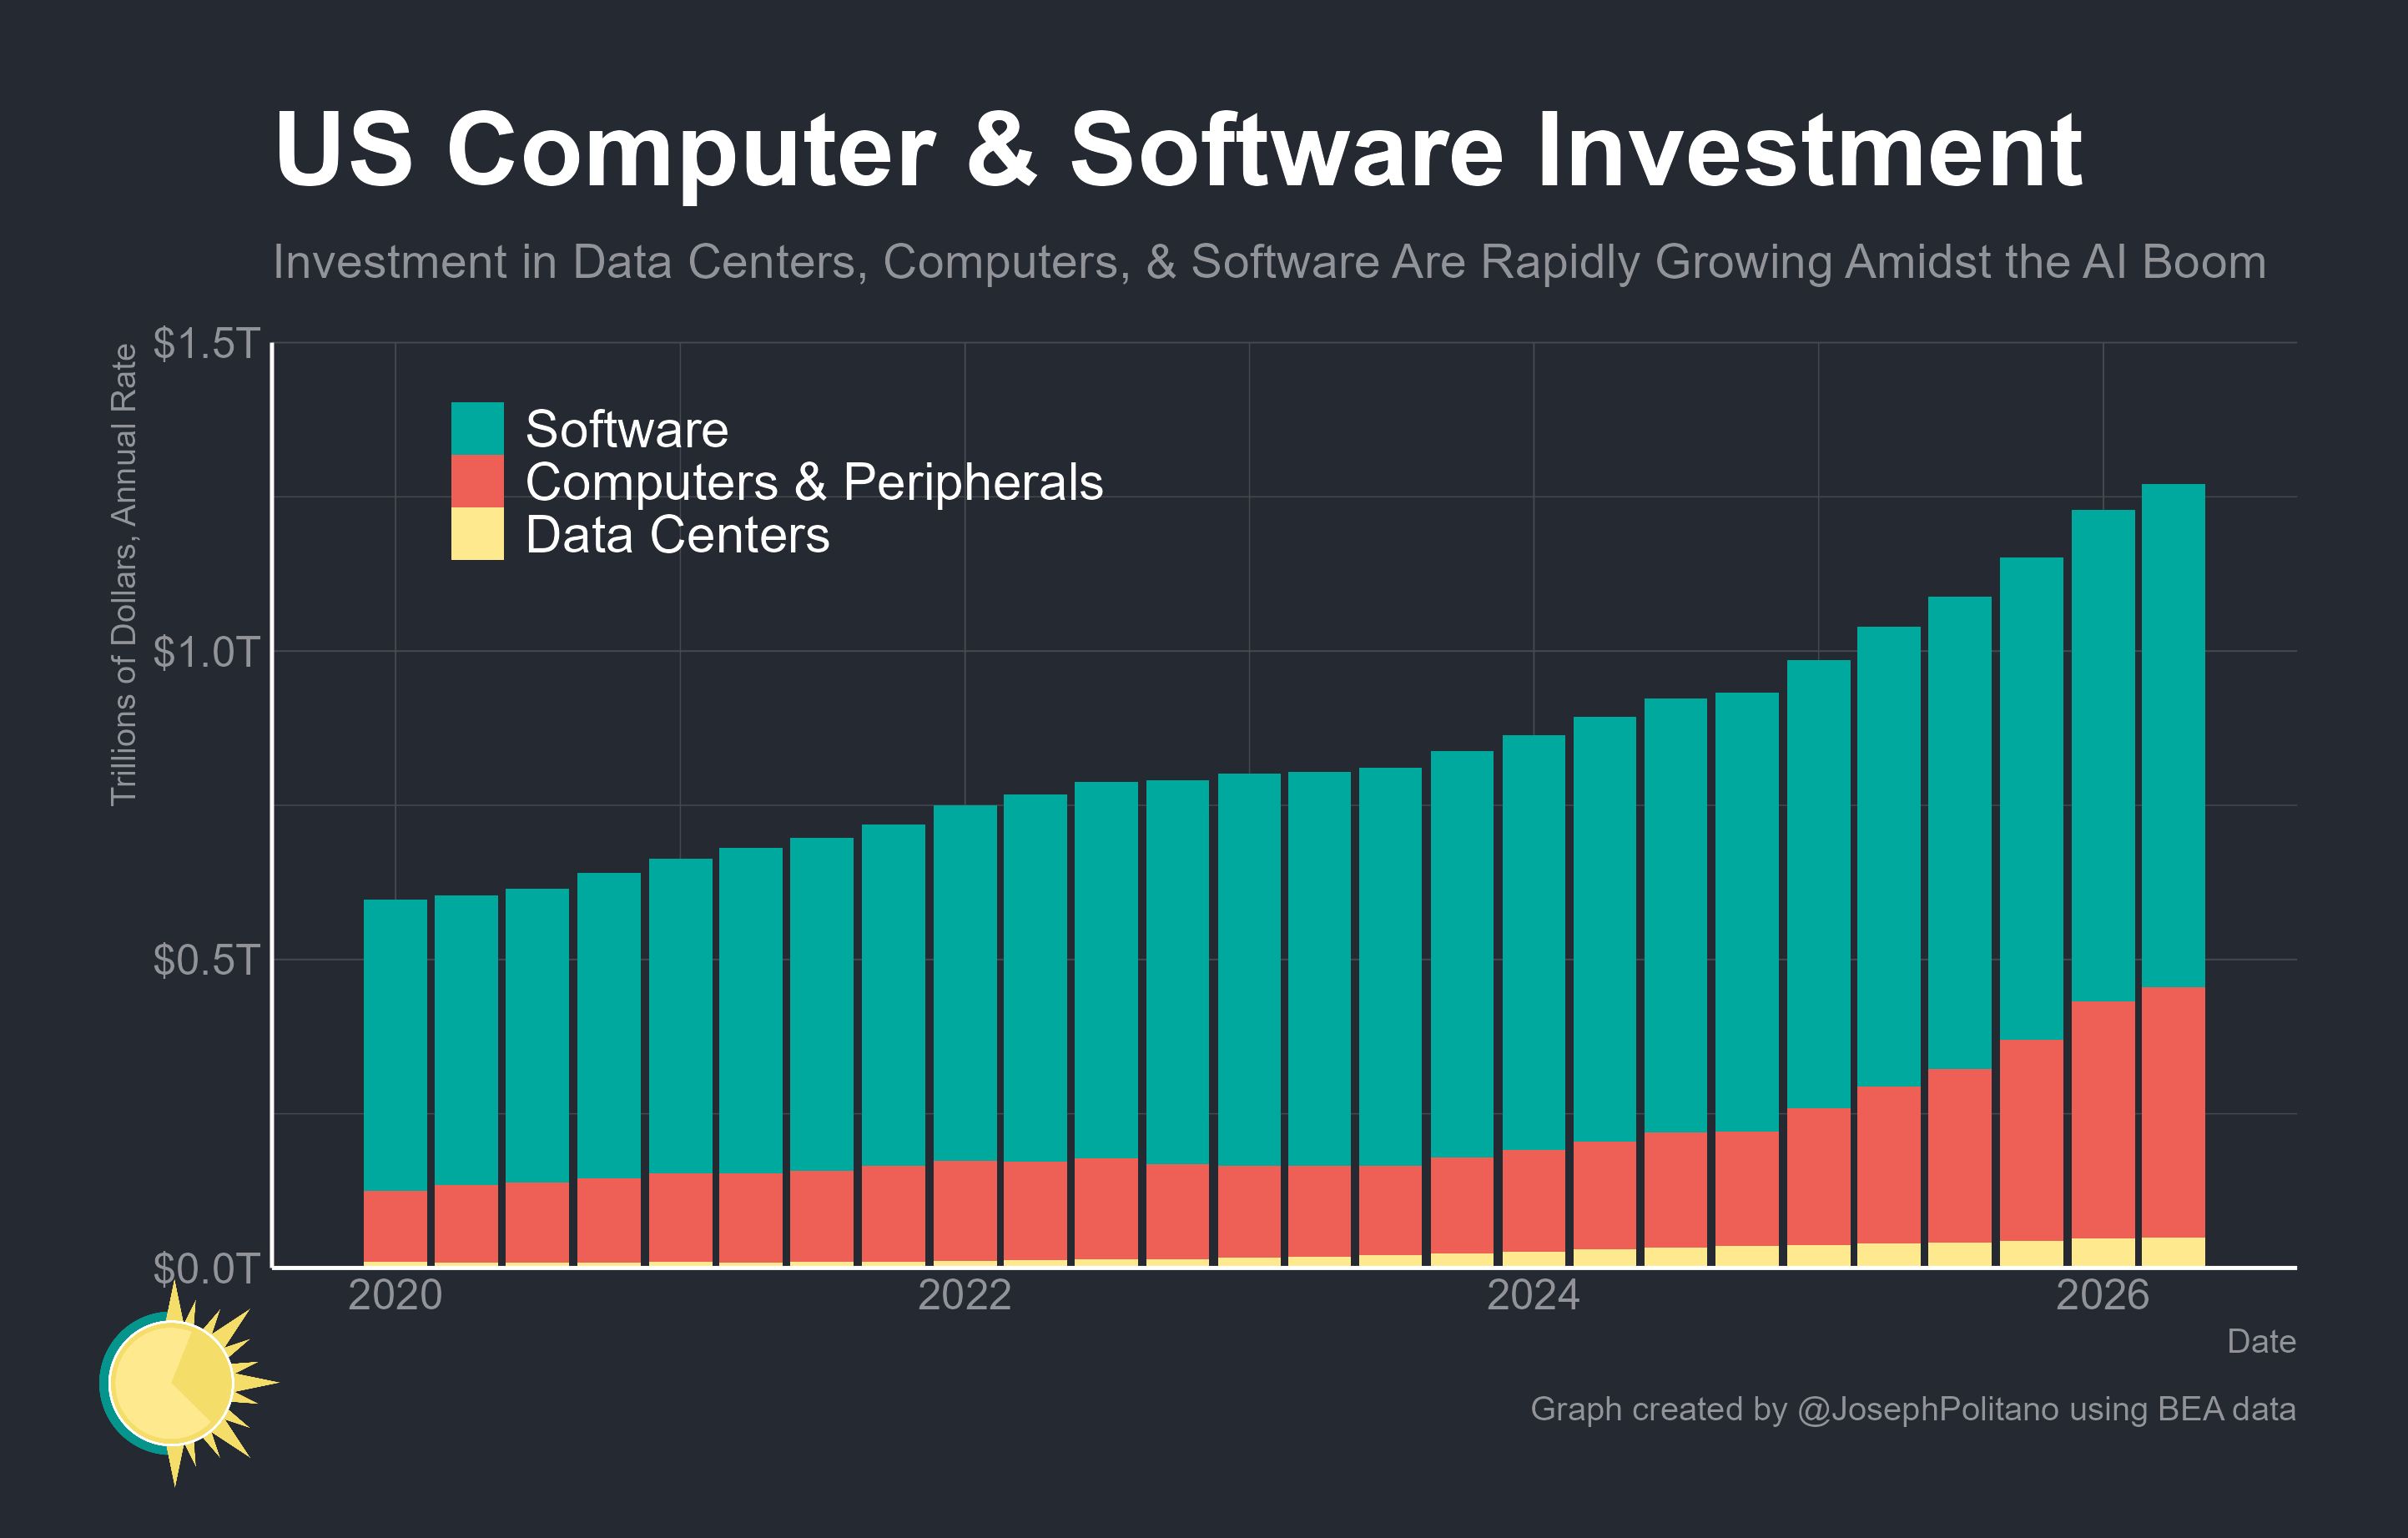 US Computer & Software Investment
Investment in Data Centers, Computers, & Software Are Rapidly Growing Amidst the AI Boom
Trillions of Dollars, Annual Rate
$1.5T
$1.0T
$0.5T
$0.0T
Software
Computers & Peripherals
Data Centers
2020
2022
2024
2026
Date
Graph created by @JosephPolitano using BEA data